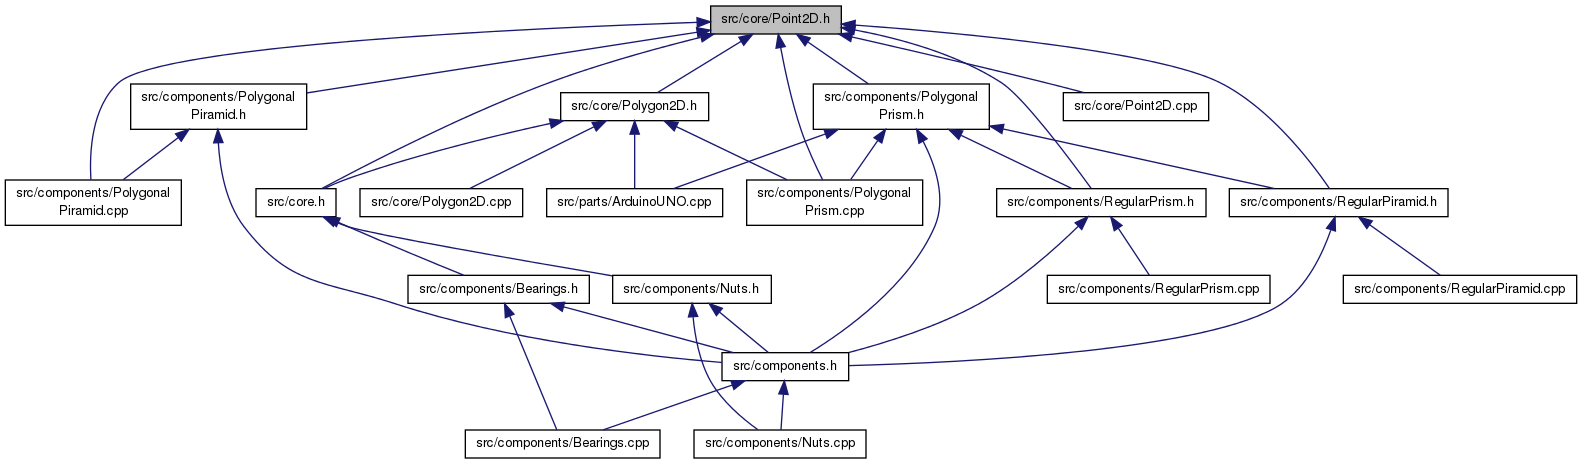 src/core/Point2D.h
src/components/Polygonal
Piramid.h
src/core/Polygon2D.h
src/components/Polygonal
Prism.h
src/core/Point2D.cpp
src/components/Polygonal
Piramid.cpp
src/core.h
src/core/Polygon2D.cpp
src/parts/ArduinoUNO.cpp
src/components/Polygonal
Prism.cpp
src/components/RegularPrism.h
src/components/RegularPiramid.h
src/components/Bearings.h
src/components/Nuts.h
src/components/RegularPrism.cpp
src/components/RegularPiramid.cpp
src/components.h
src/components/Bearings.cpp
src/components/Nuts.cpp